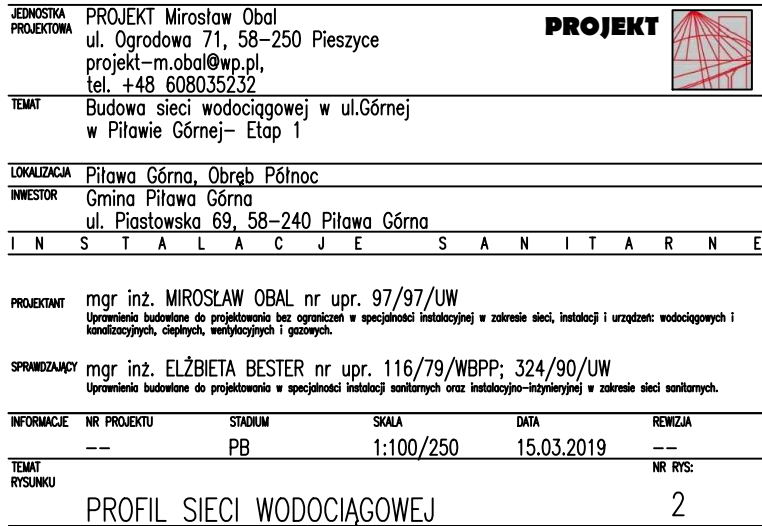 JEDNOSTKA PROJEKTOWA
PROJEKT Mirosław Obal
ul. Ogrodowa 71, 58-250 Pieszyce
projekt-m.obal@wp.pl,
tel. +48 608035232
PROJEKT
TEMAT
Budowa sieci wodociągowej w ul.Górnej
w Piławie Górnej- Etap 1
LOKALIZACJA Piława Górna, Obręb Północ
INWESTOR Gmina Piława Górna
ul. Piastowska 69, 58-240 Piława Górna
I N S T A L A C J E S A N I T A R N E
PROJEKTANT mgr inż. MIROSŁAW OBAL nr upr. 97/97/UW
Uprawnienia budowlane do projektowania bez ograniczeń w specjalności instalacyjnej w zakresie sieci, instalacji i urządzeń: wodociągowych i
kanalizacyjnych, cieplnych, wentylacyjnych i gazowych.
SPRAWDZAJĄCY mgr inż. ELŻBIETA BESTER nr upr. 116/79/WBPP; 324/90/UW
Uprawnienia budowlane do projektowania w specjalności instalacji sanitarnych oraz instalacyjno-inżynieryjnej w zakresie sieci sanitarnych.
INFORMACJE NR PROJEKTU STADIUM SKALA DATA REWIZJA
-- PB 1:100/250 15.03.2019 --
TEMAT RYSUNKU
NR RYS:
PROFIL SIECI WODOCIĄGOWEJ 2